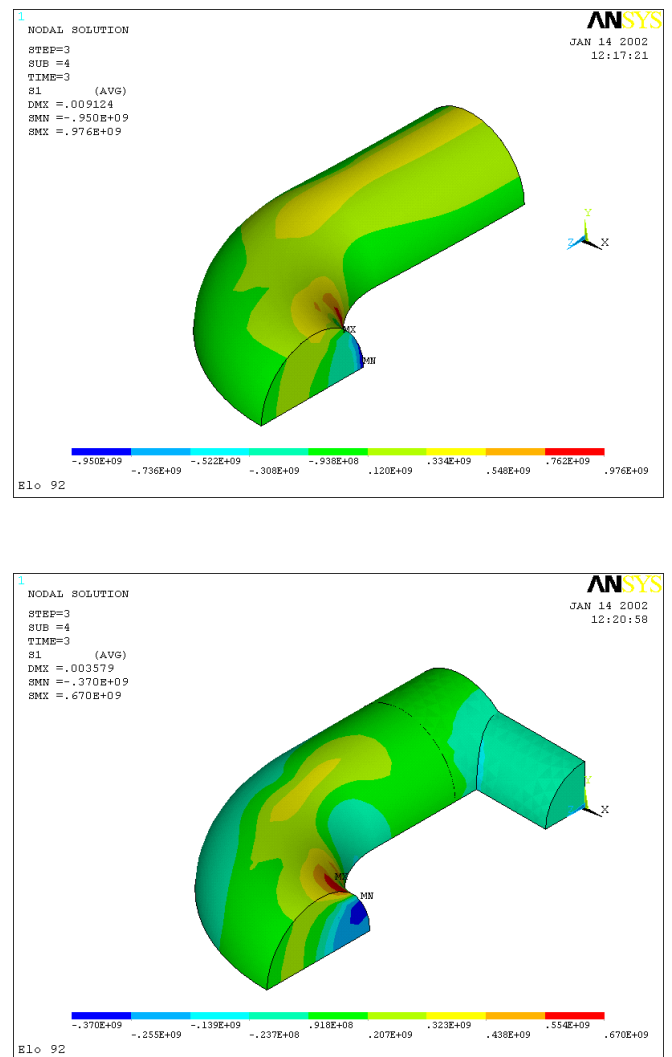 1
NODAL SOLUTION
STEP=3
SUB =4
TIME=3
S1 (AVG)
DMX =.009124
SMN =-.950E+09
SMX =.976E+09
ANSYS
JAN 14 2002
12:17:21
Y
Z X
MX
MN
-.950E+09 -.522E+09 -.938E+08 .334E+09 .762E+09
-.736E+09 -.308E+09 .120E+09 .548E+09 .976E+09
Elo 92
1
NODAL SOLUTION
STEP=3
SUB =4
TIME=3
S1 (AVG)
DMX =.003579
SMN =-.370E+09
SMX =.670E+09
ANSYS
JAN 14 2002
12:20:58
Y
Z X
MX
MN
-.370E+09 -.139E+09 .918E+08 .323E+09 .554E+09
-.255E+09 -.237E+08 .207E+09 .438E+09 .670E+09
Elo 92